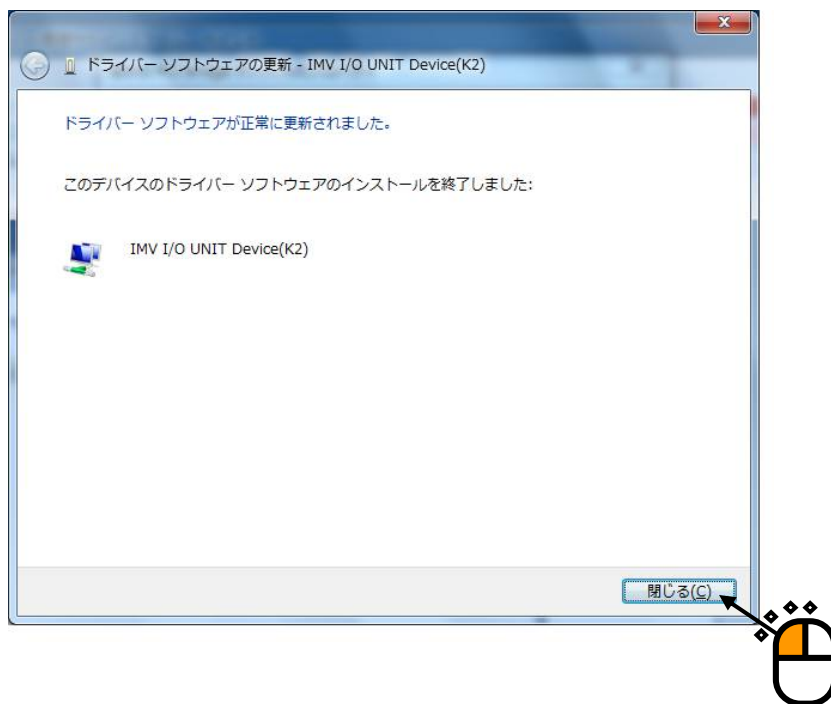 ドライバー ソフトウェアの更新 - IMV I/O UNIT Device(K2)
ドライバー ソフトウェアが正常に更新されました。
このデバイスのドライバー ソフトウェアのインストールを終了しました:
IMV I/O UNIT Device(K2)
閉じる(C)